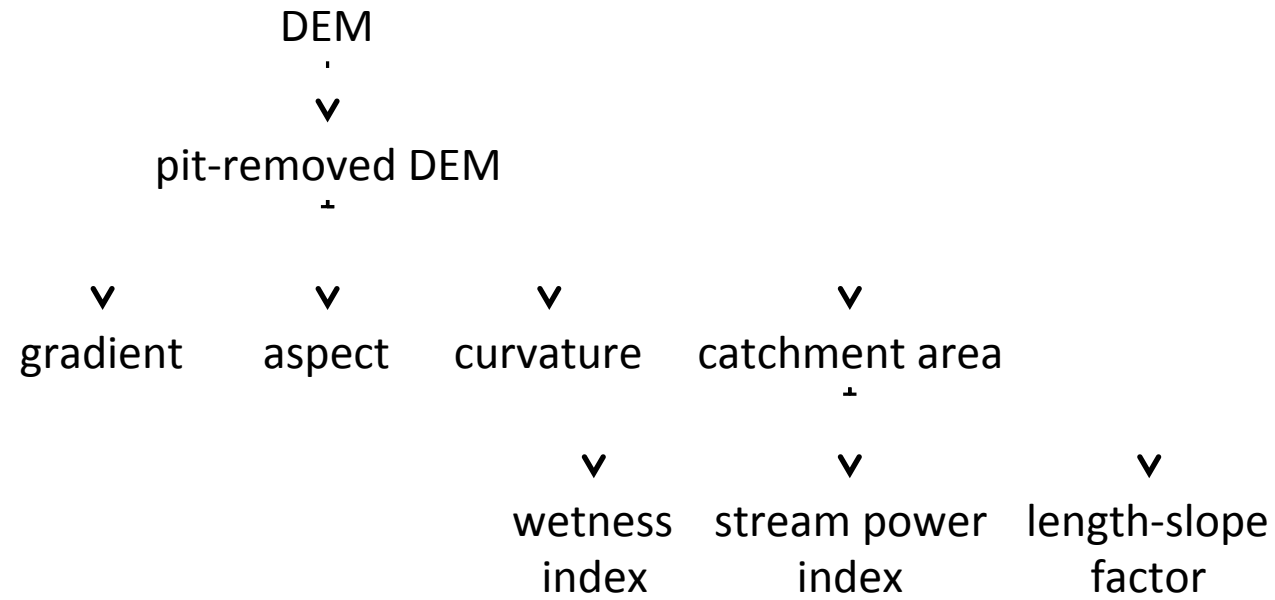 DEM
pit-removed DEM
gradient aspect curvature catchment area
wetness stream power length-slope
index index factor